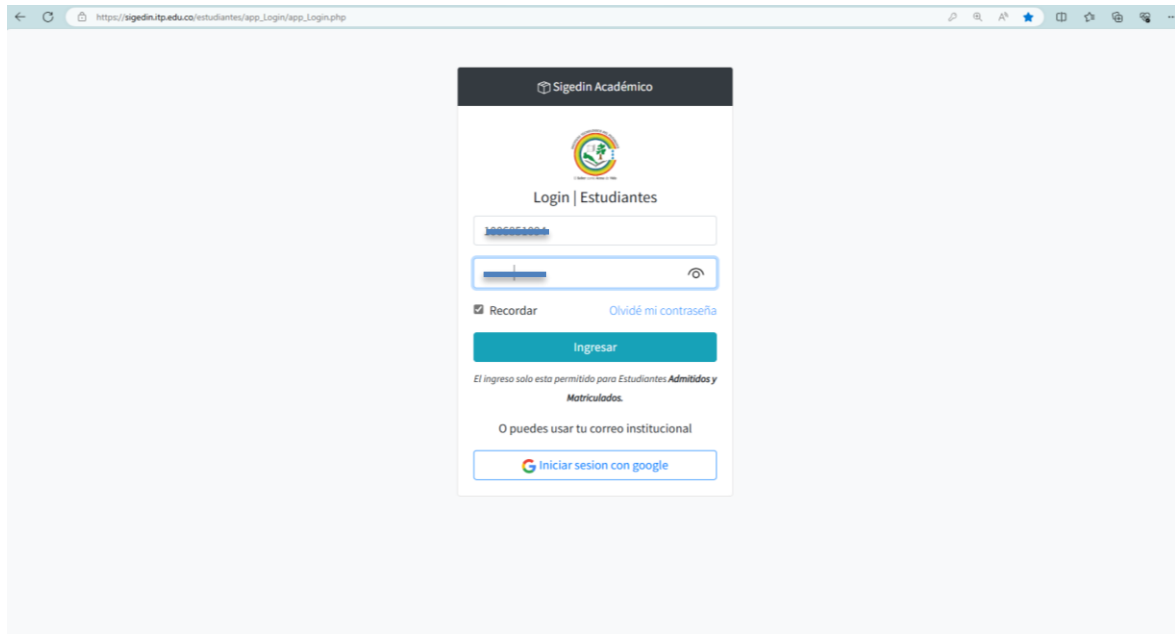 https://sigedin.itp.edu.co/estudiantes/app_Login/app_Login.php
Sigedin Académico
Login | Estudiantes
Recordar Olvidé mi contraseña
Ingresar
El ingreso solo esta permitido para Estudiantes Admitidos y
Matriculados.
O puedes usar tu correo institucional
Iniciar sesion con google